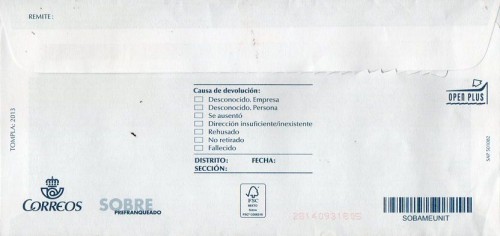 REMITE:
TOMPLA: 2013
Causa de devolución:
Desconocido. Empresa
Desconocido. Persona
Se ausentó
Dirección insuficiente/inexistente
Rehusado
No retirado
Fallecido
DISTRITO: FECHA:
SECCIÓN:
OPEN PLUS
CORREOS
SOBRE
PREFRANQUEADO
FSC
SOBAMEUNIT